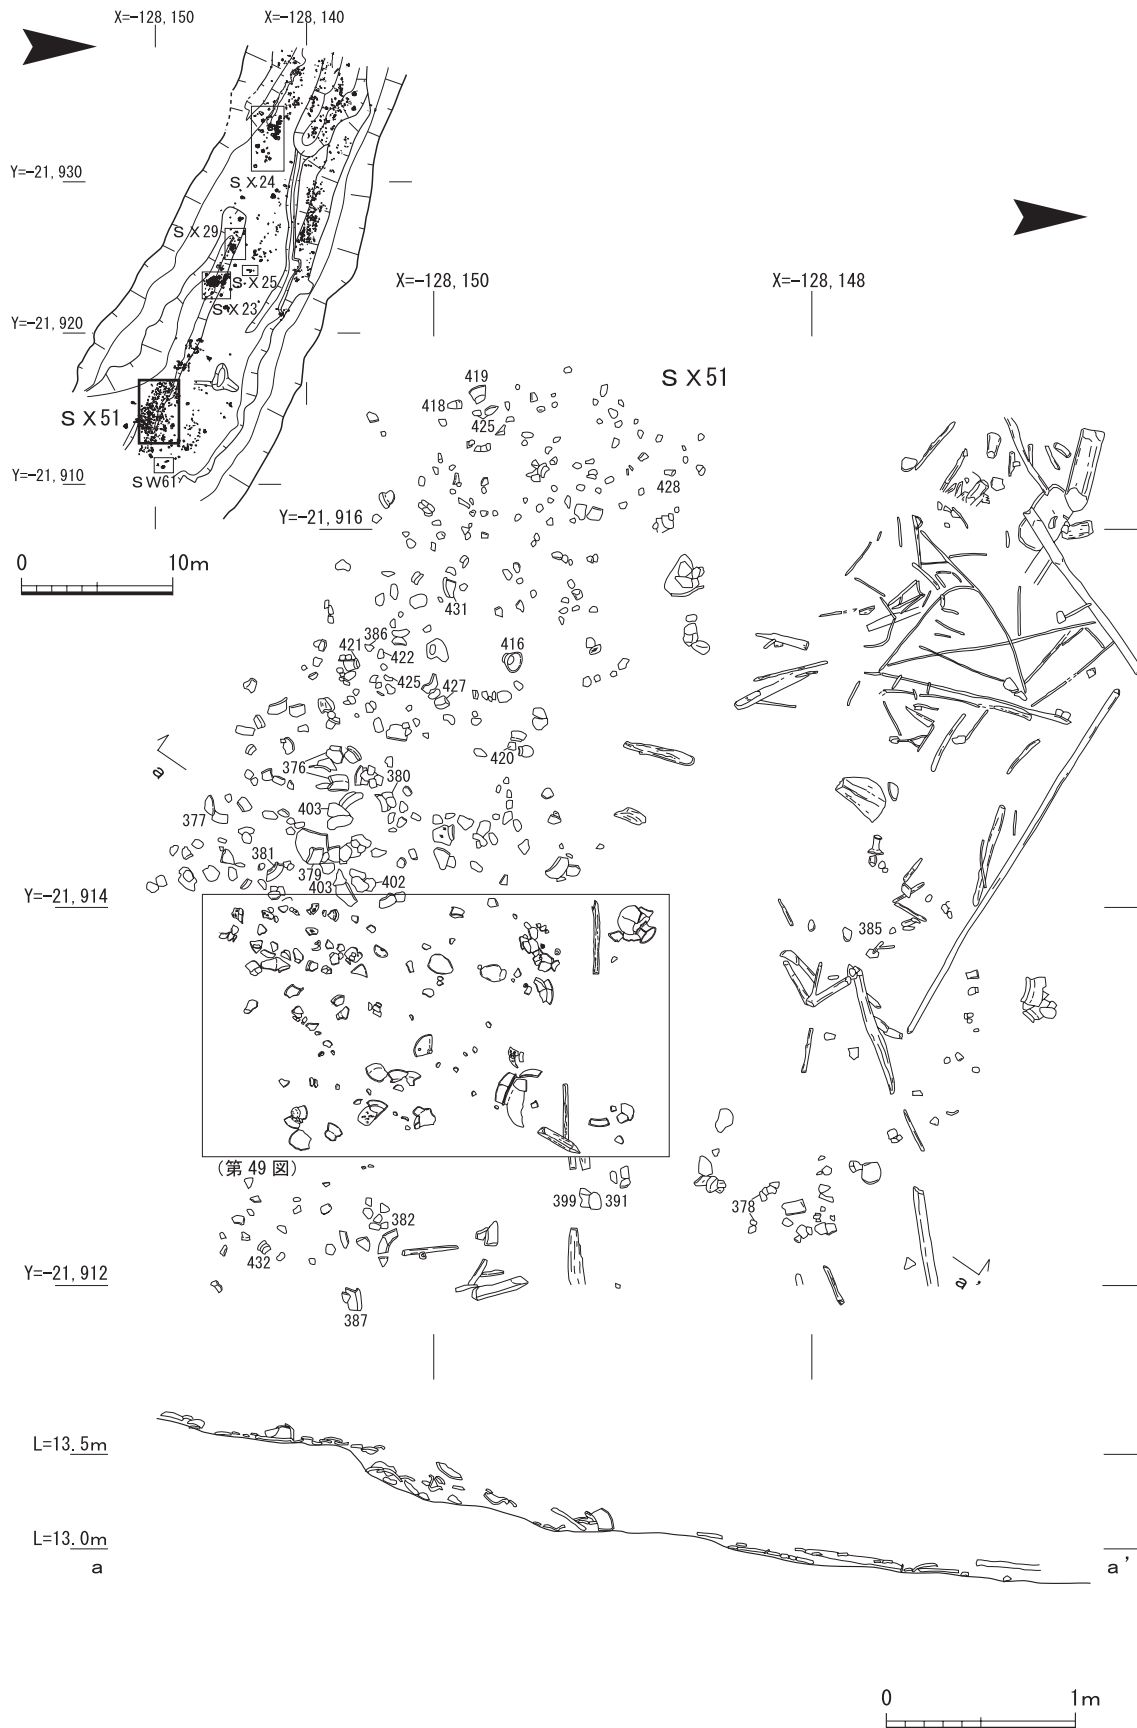 X=-128,150
X=-128,140
Y=-21,930
SX24
SX29
SX25
SX23
Y=-21,920
SX51
SW61
Y=-21,910
0
10m
X=-128,150
X=-128,148
SX51
419
418
425
428
Y=-21,916
431
386
421
422
416
425
427
420
a
376
380
403
377
381
379
403
402
Y=-21,914
385
(第49図)
399
391
378
382
432
Y=-21,912
a'
387
L=13.5m
L=13.0m
a
a'
0
1m